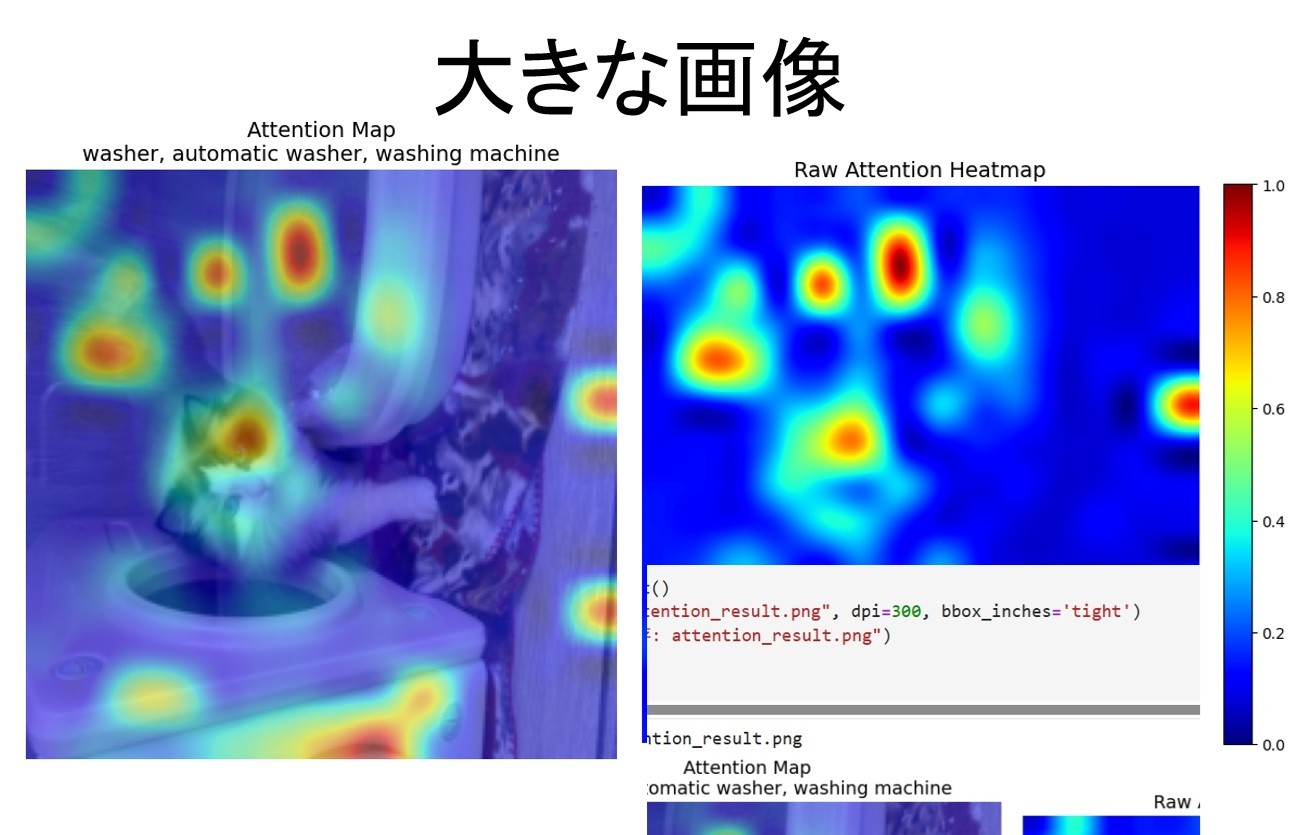 大きな画像
Attention Map
washer, automatic washer, washing machine
Raw Attention Heatmap
1.0
0.8
0.6
0.4
0.2
0.0
()
tention_result.png", dpi=300, bbox_inches='tight')
: attention_result.png")
ntion_result.png
Attention Map
omatic washer, washing machine
Raw